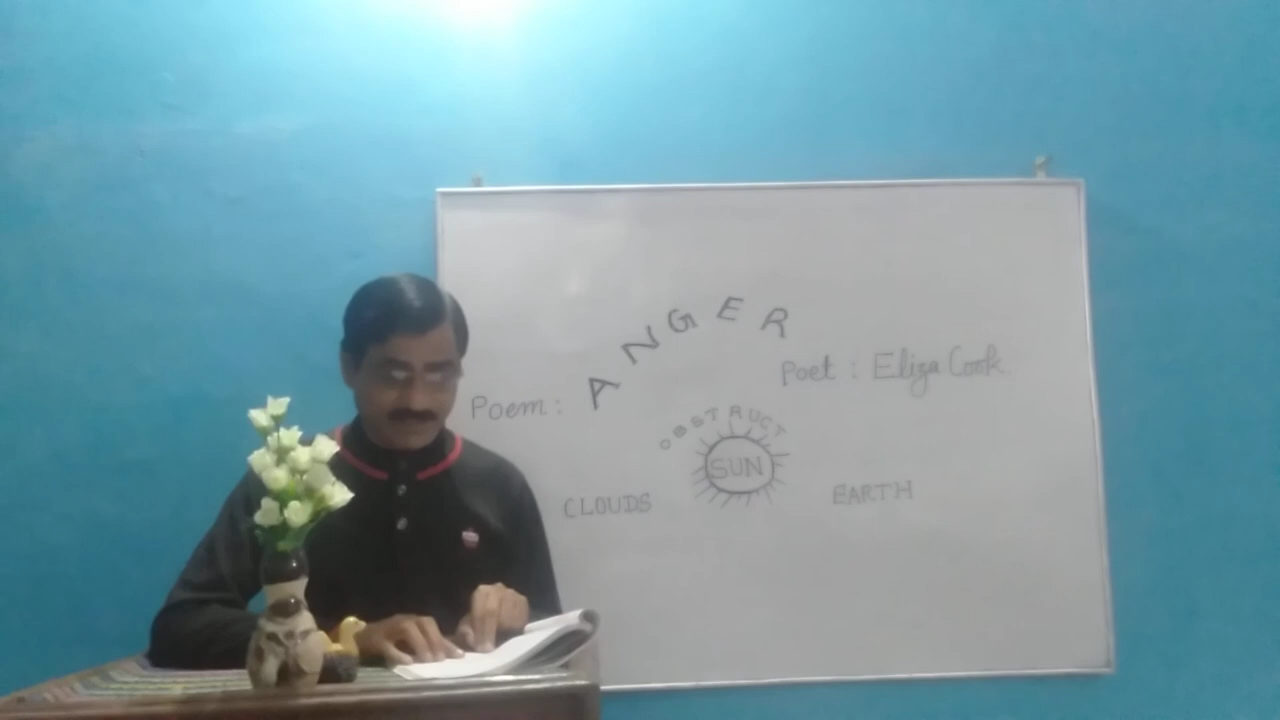 Poem: ANGER
Poet : Eliza Cook
OBSTRUCT
SUN
CLOUDS
EARTH